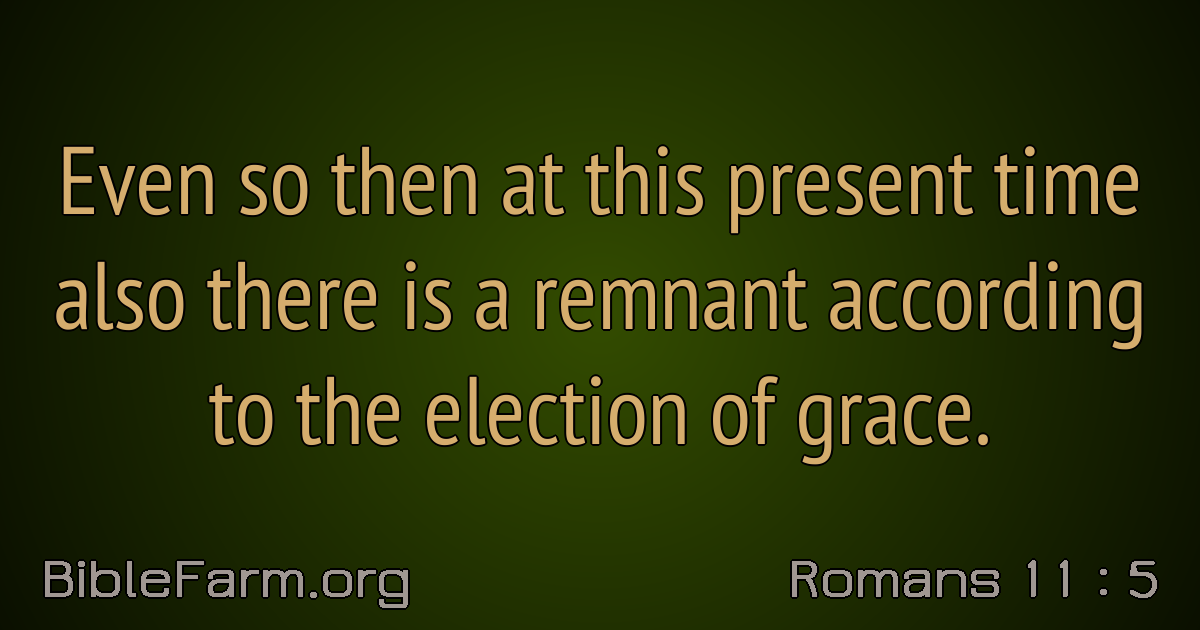 Even so then at this present time
also there is a remnant according
to the election of grace.
BibleFarm.org
Romans 11 : 5